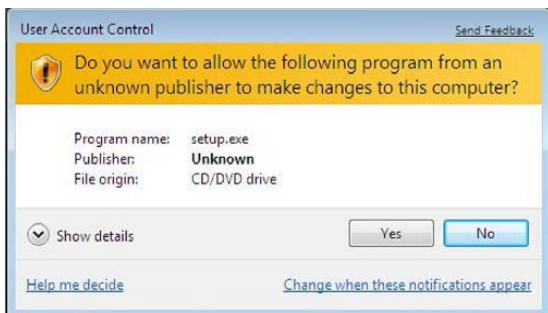 User Account Control
Send Feedback
Do you want to allow the following program from an
unknown publisher to make changes to this computer?
Program name: setup.exe
Publisher: Unknown
File origin: CD/DVD drive
Show details
Yes
No
Help me decide
Change when these notifications appear